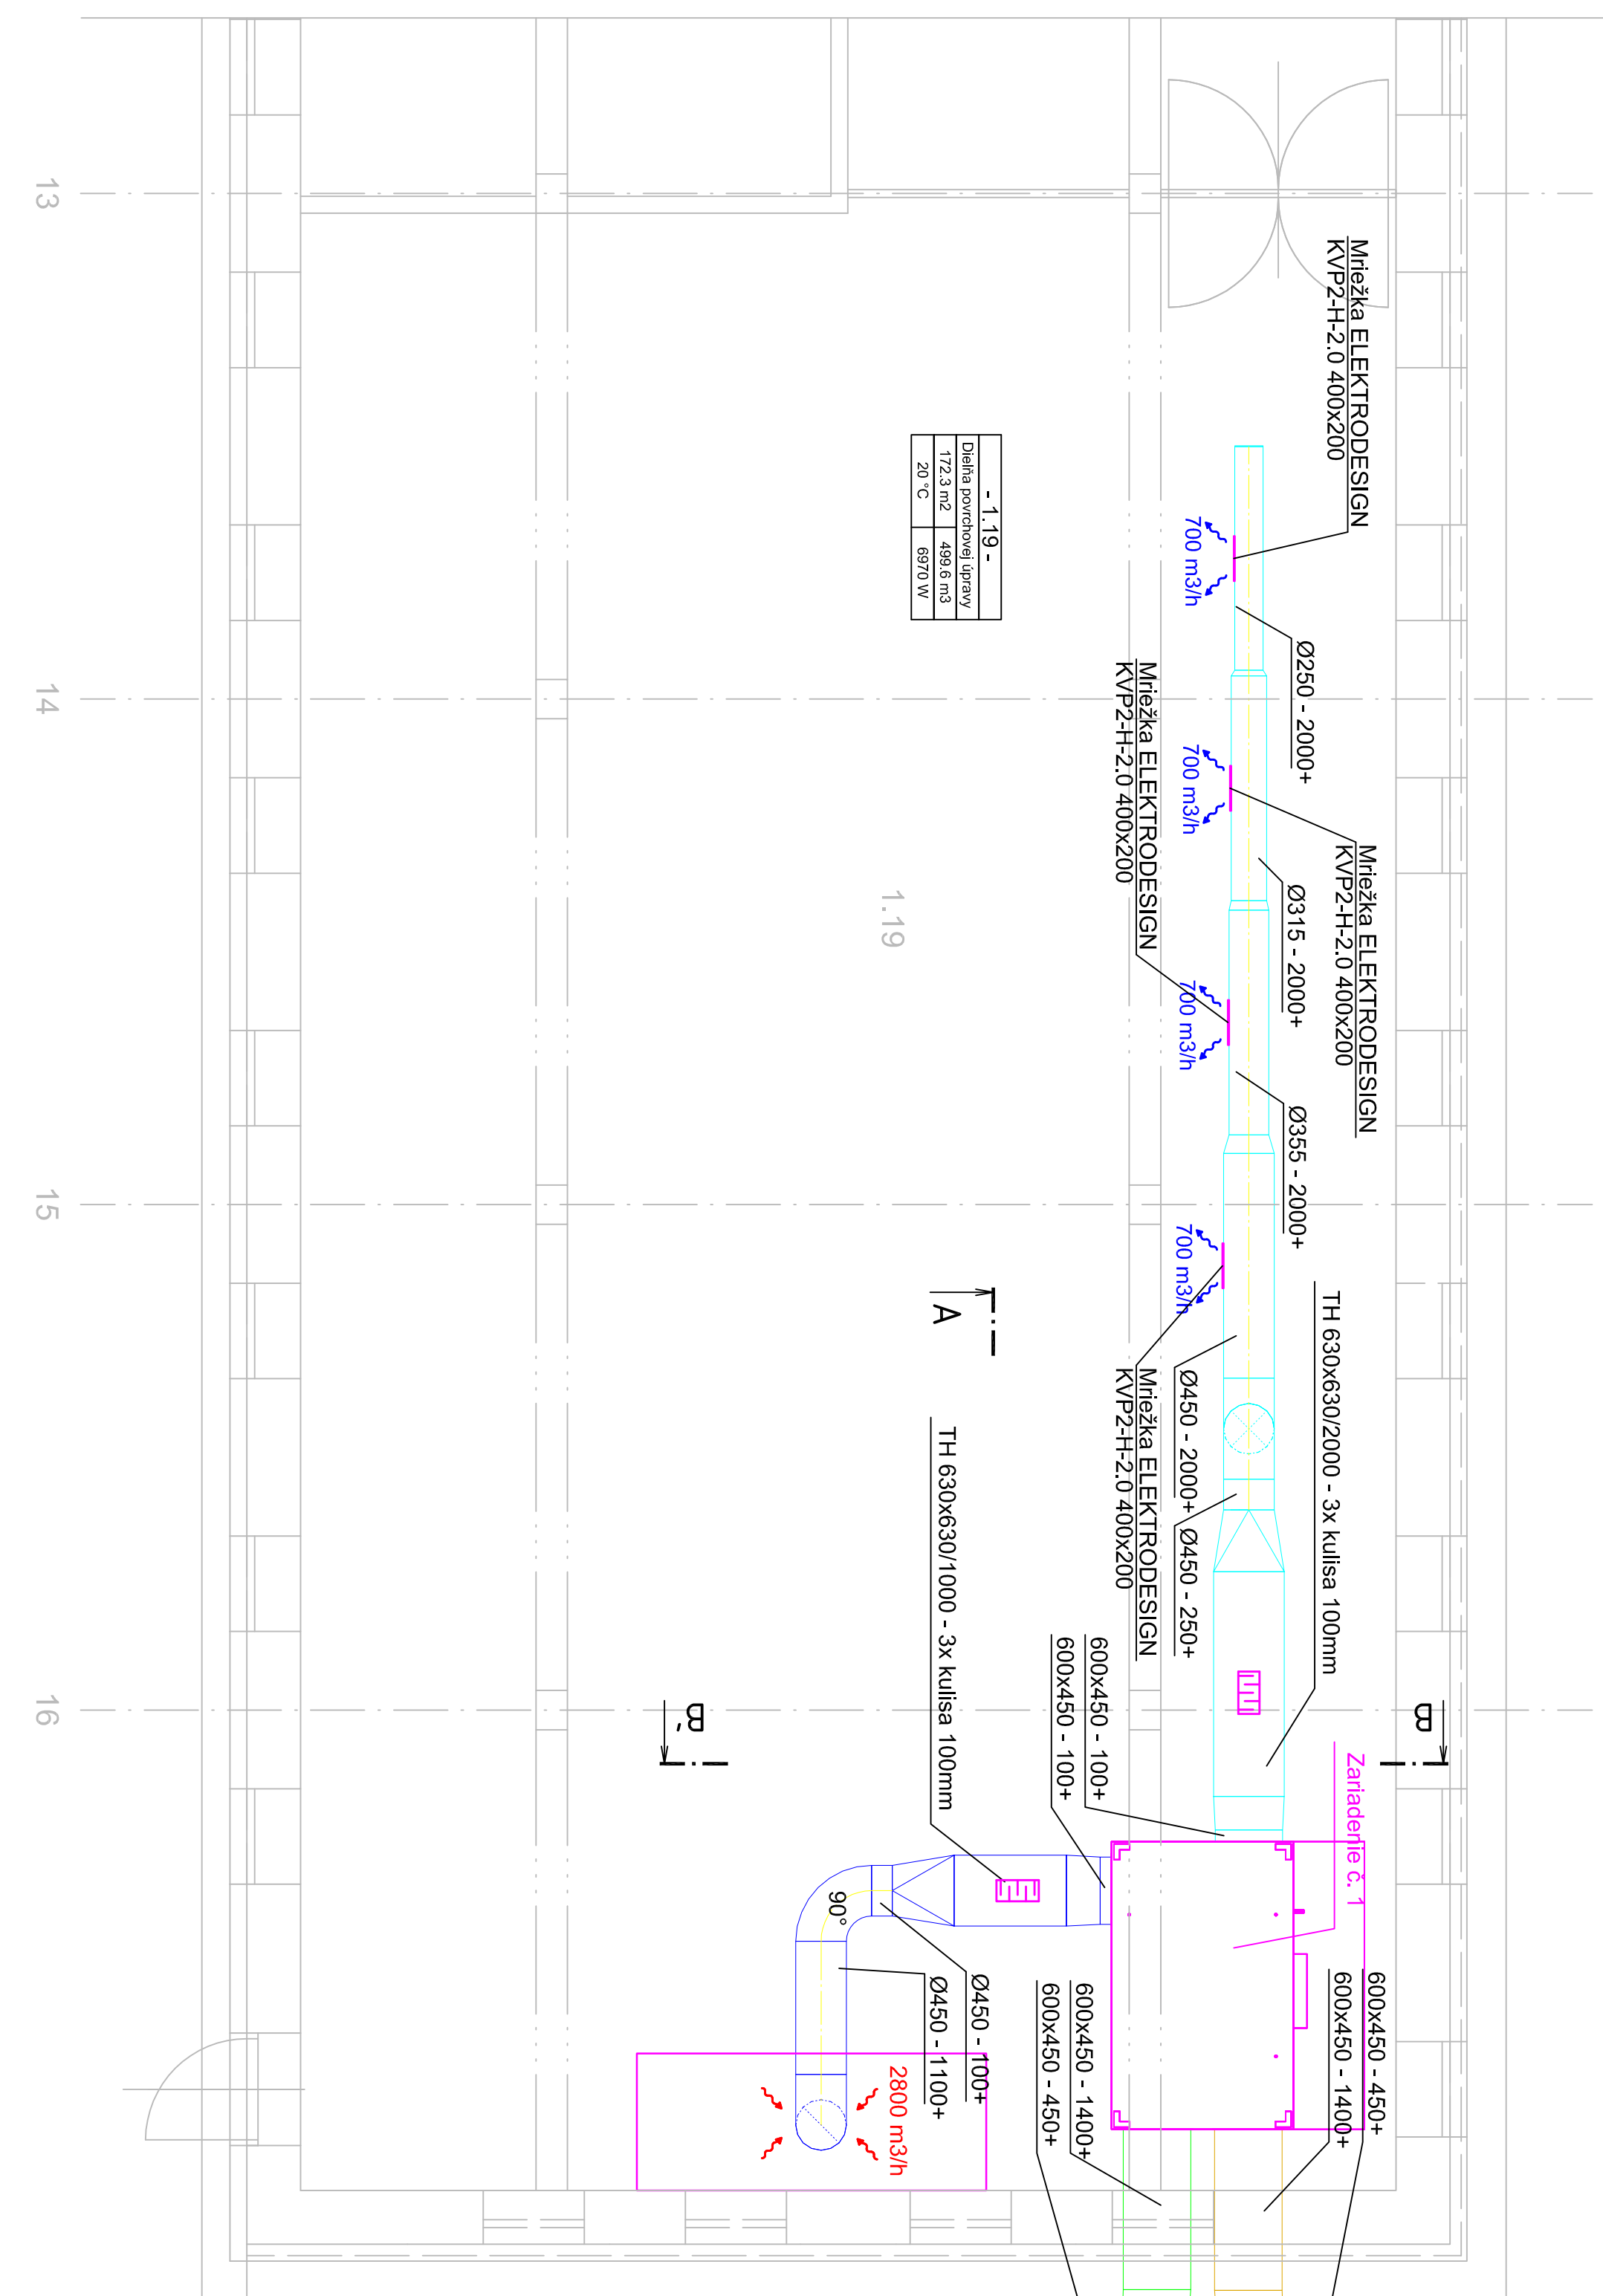 13
14
15
16
Mriežka ELEKTRODESIGN
KVP2-H-2.0 400x200
- 1.19 -
Dielňa povrchovej úpravy
172.3 m2 499.6 m3
20 °C 6970 W
700 m3/h
Ø250 - 2000+
Mriežka ELEKTRODESIGN
KVP2-H-2.0 400x200
700 m3/h
Mriežka ELEKTRODESIGN
KVP2-H-2.0 400x200
Ø315 - 2000+
1.19
700 m3/h
Ø355 - 2000+
700 m3/h
A
TH 630x630/2000 - 3x kulisa 100mm
Mriežka ELEKTRODESIGN
KVP2-H-2.0 400x200
Ø450 - 2000+
Ø450 - 250+
TH 630x630/1000 - 3x kulisa 100mm
600x450 - 100+
600x450 - 100+
B
B'
Zariadenie č.1
90°
Ø450 - 100+
Ø450 - 1100+
600x450 - 450+
600x450 - 1400+
600x450 - 1400+
600x450 - 450+
2800 m3/h